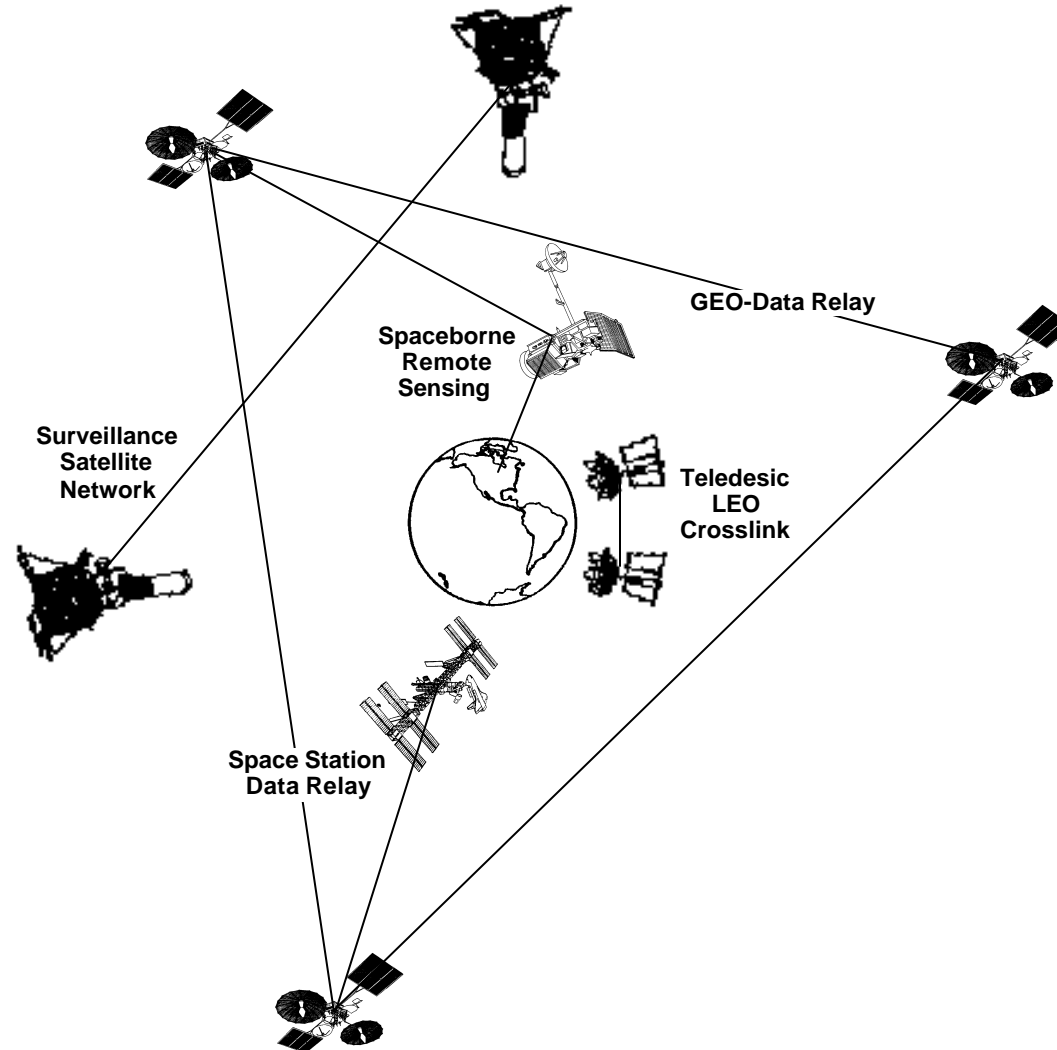 GEO-Data Relay
Spaceborne
Remote
Sensing
Surveillance
Satellite
Network
Teledesic
LEO
Crosslink
Space Station
Data Relay